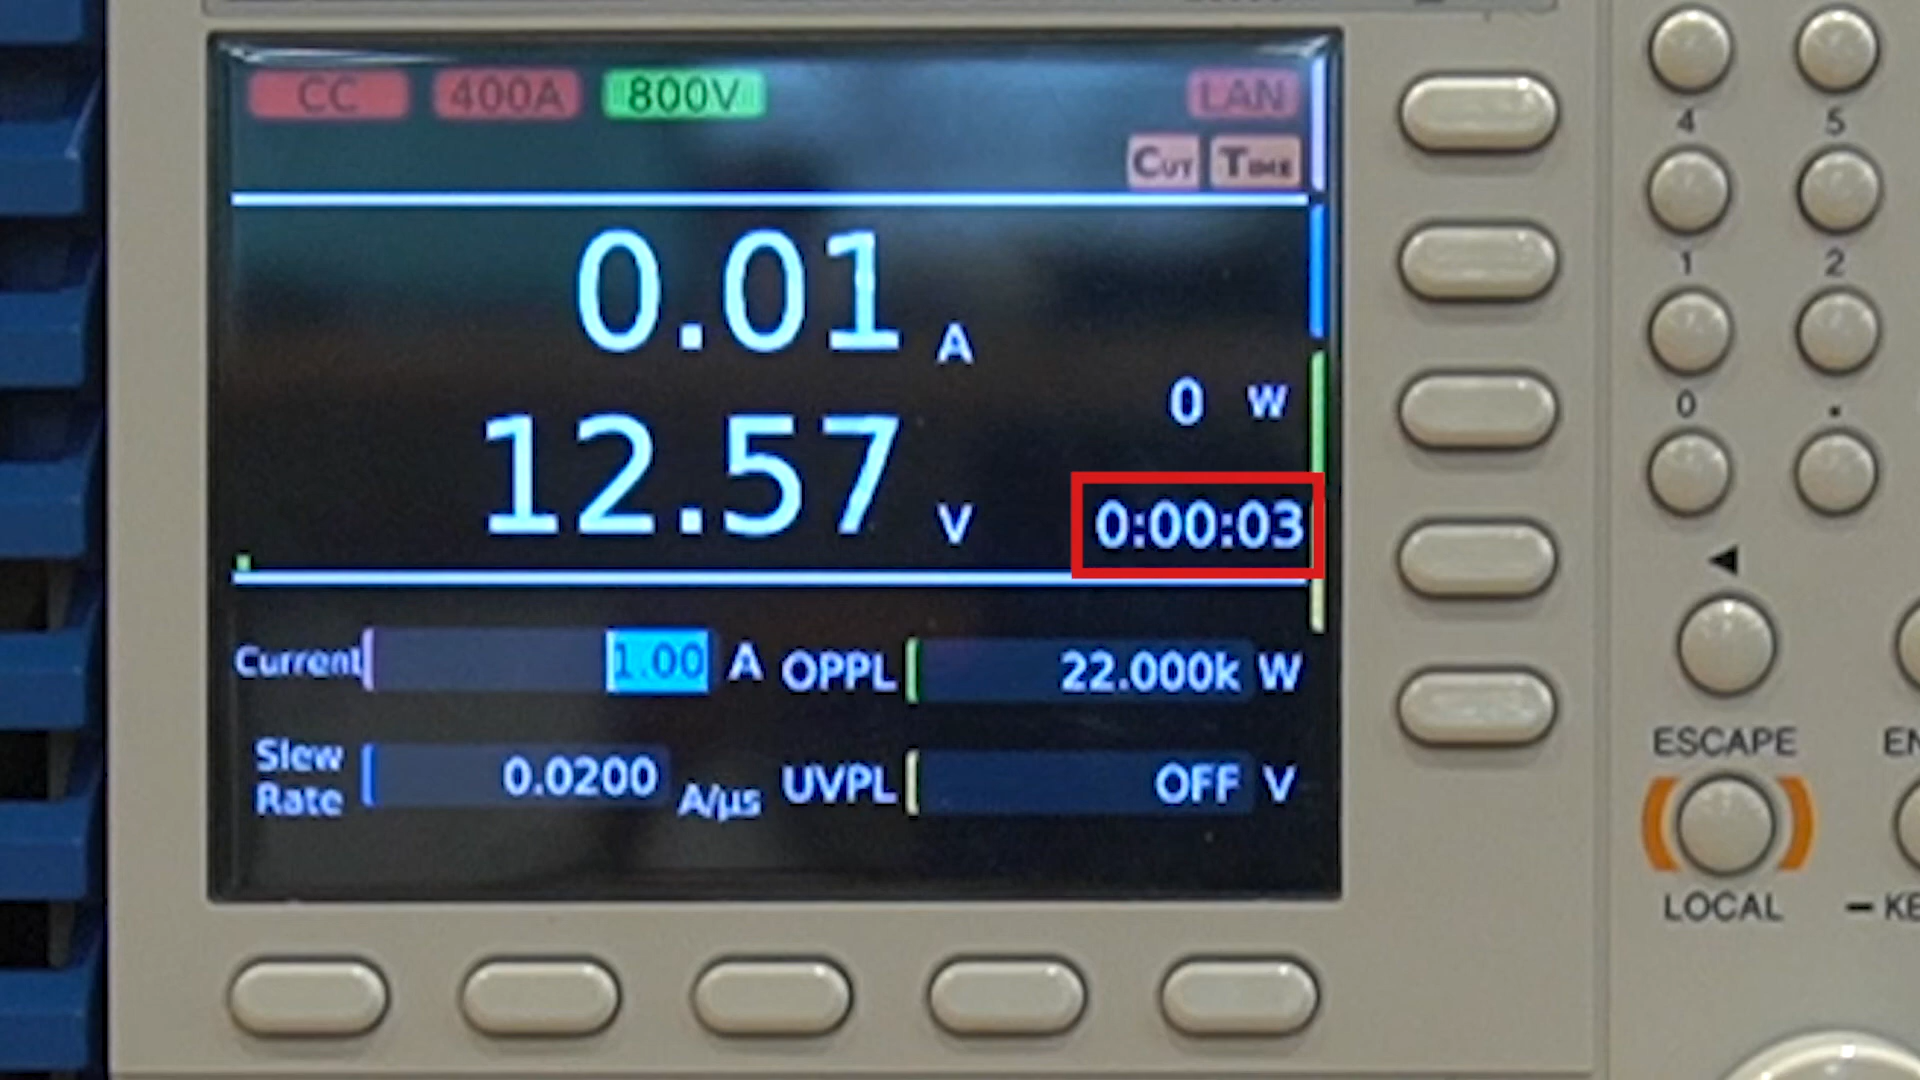 CC 400A 800V LAN
CUT TIME
0.01 A
0 W
12.57 V
0:00:03
Current 1.00 A OPPL 22.000k W
Slew Rate 0.0200 A/µs UVPL OFF V
4 5
1 2
0 .
◀
ESCAPE
LOCAL